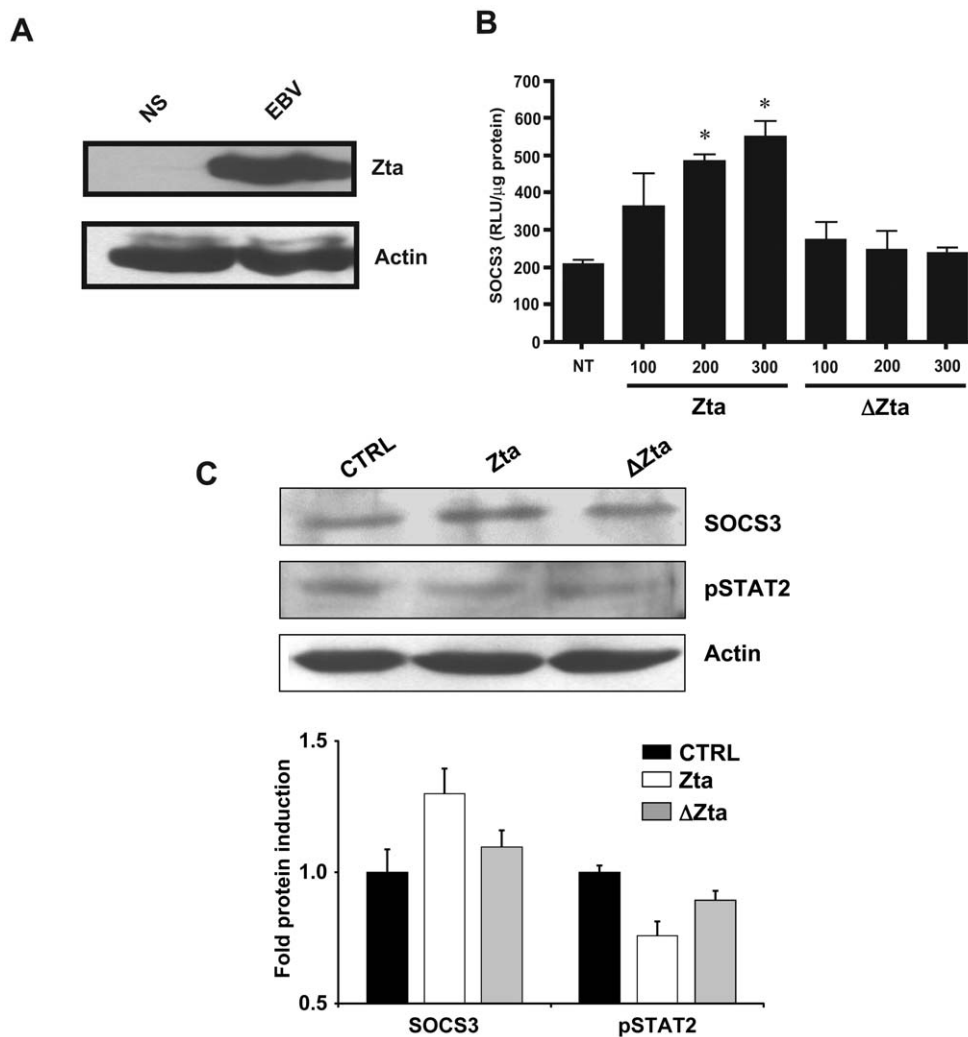 A
NS
EBV
Zta
Actin
B
SOCS3 (RLU/µg protein)
700
600
500
400
300
200
100
0
*
*
NT
100
200
300
100
200
300
Zta
ΔZta
C
CTRL
Zta
ΔZta
SOCS3
pSTAT2
Actin
Fold protein induction
1.5
1.0
0.5
CTRL
Zta
ΔZta
SOCS3
pSTAT2